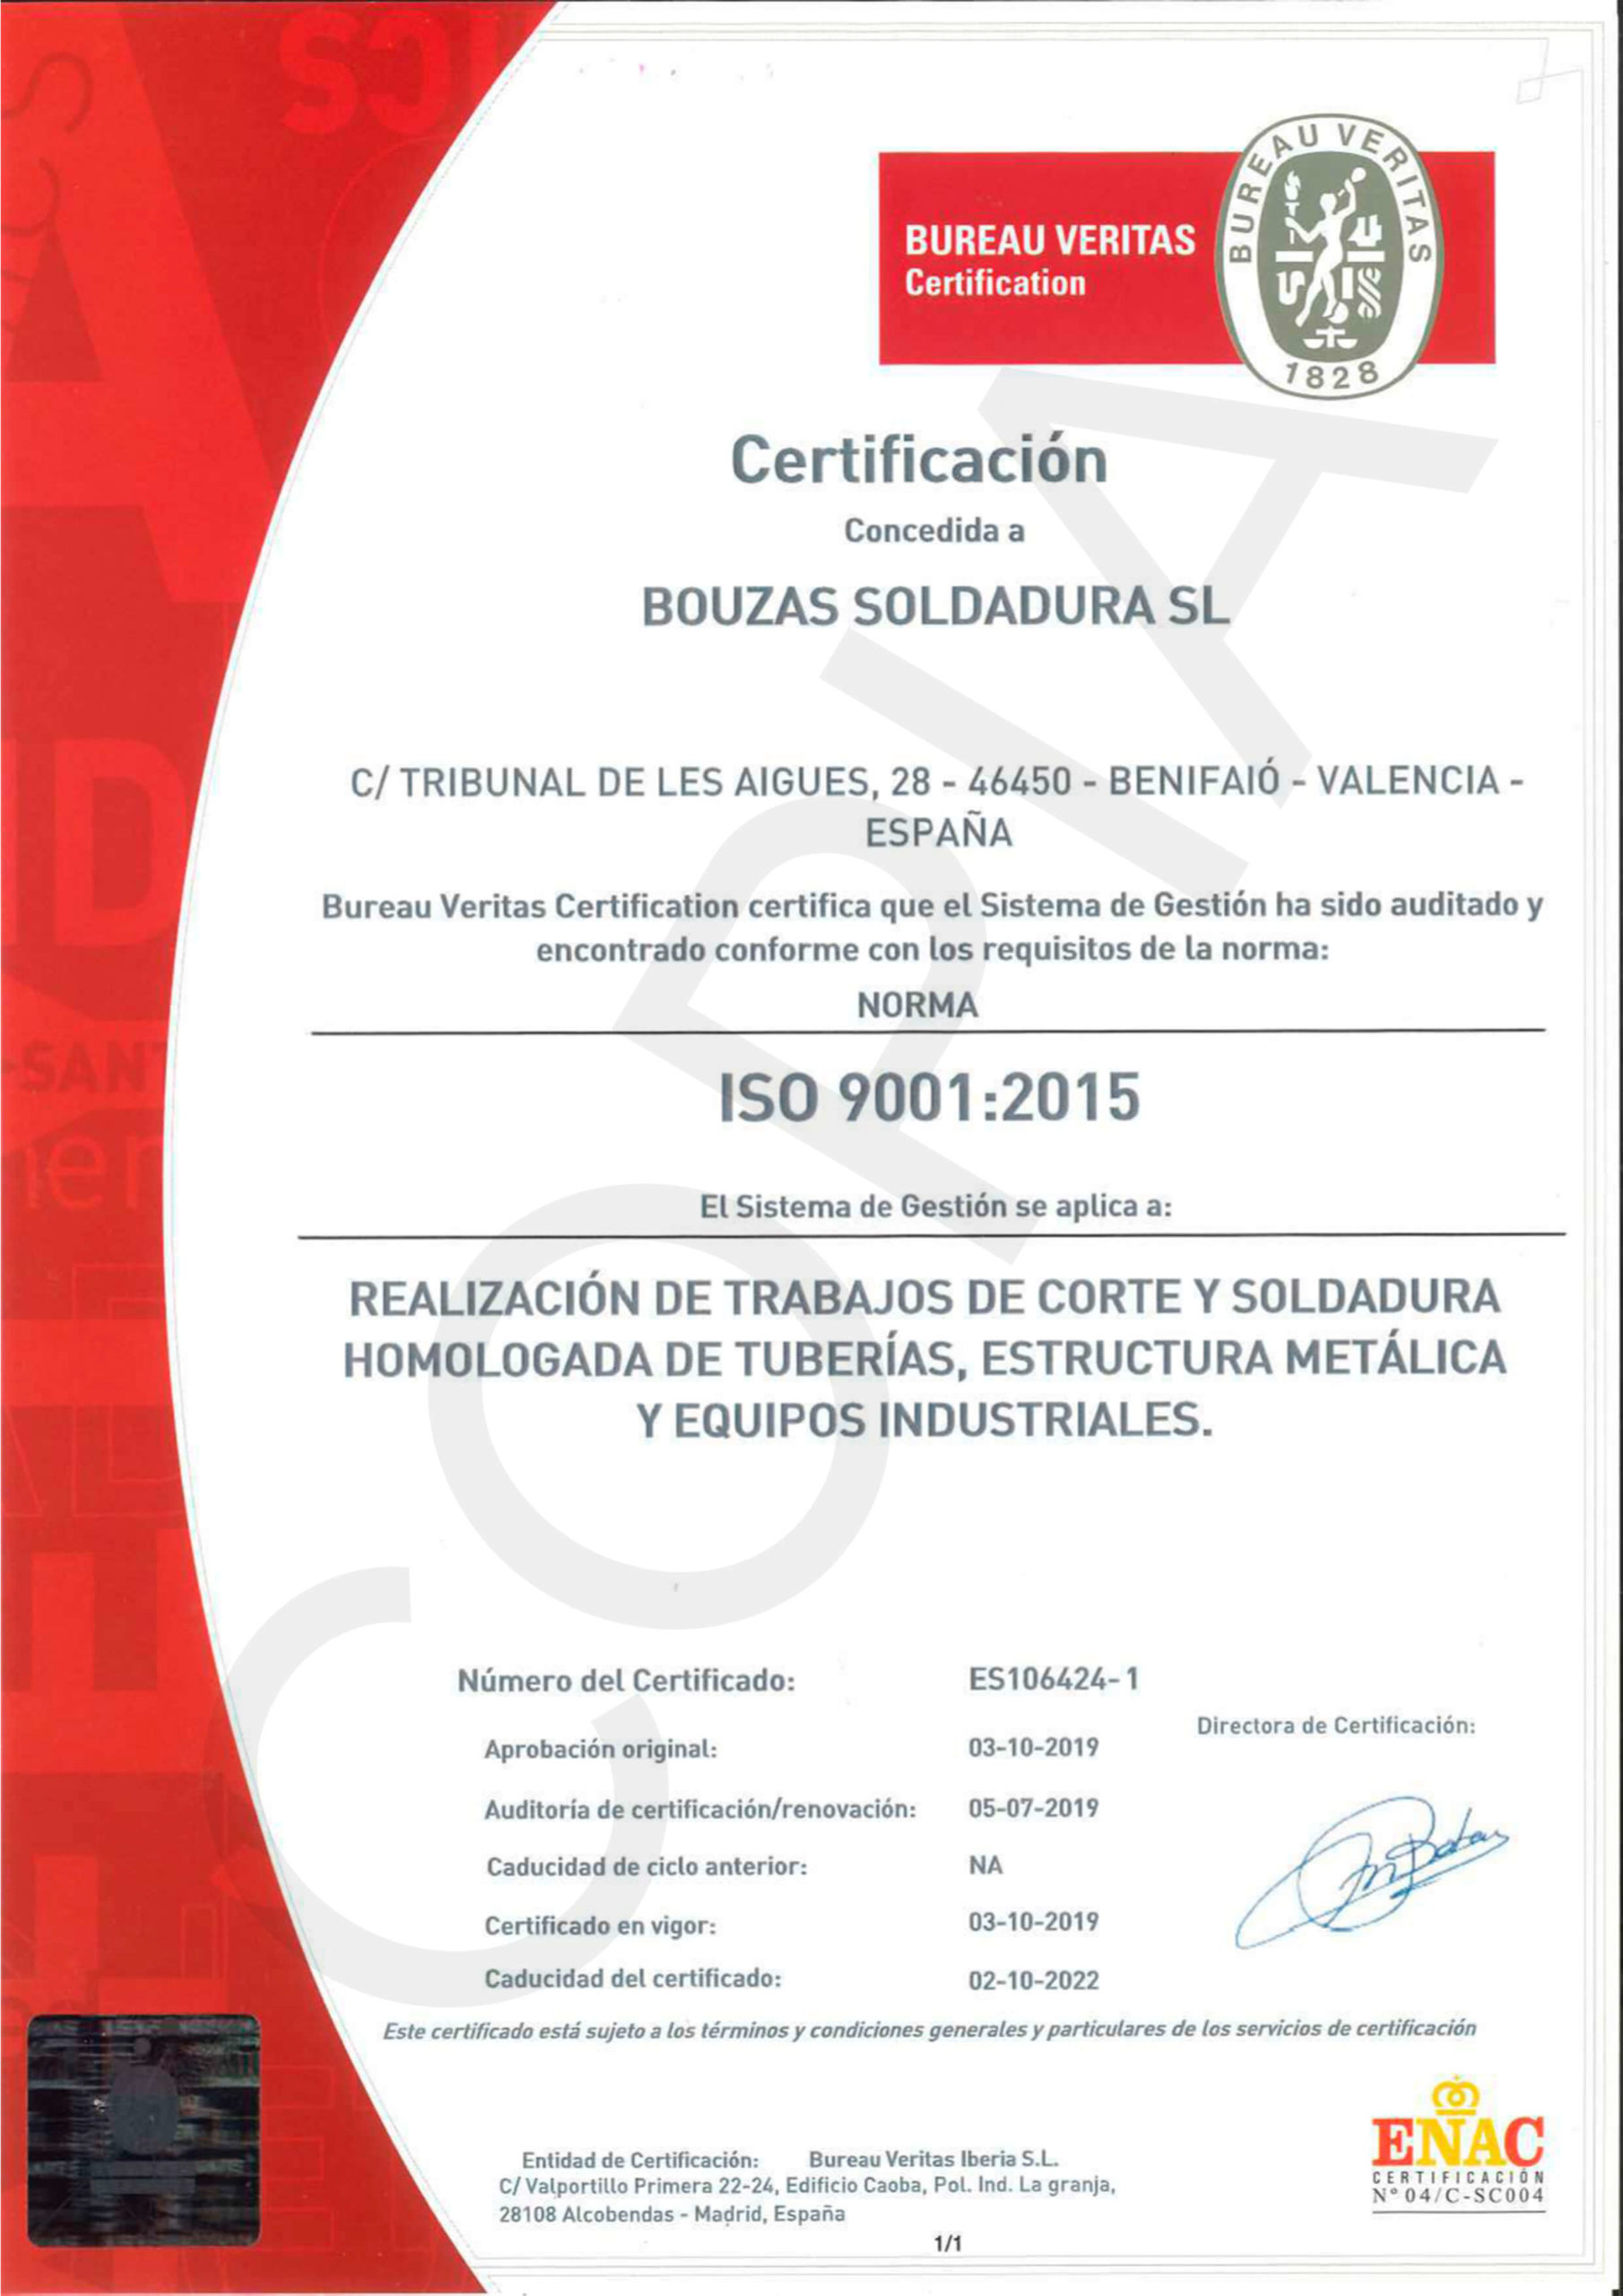 BUREAU VERITAS
Certification
BUREAU VERITAS
1828
Certificación
Concedida a
BOUZAS SOLDADURA SL
C/ TRIBUNAL DE LES AIGUES, 28 - 46450 - BENIFAIÓ - VALENCIA -
ESPAÑA
Bureau Veritas Certification certifica que el Sistema de Gestión ha sido auditado y
encontrado conforme con los requisitos de la norma:
NORMA
ISO 9001:2015
El Sistema de Gestión se aplica a:
REALIZACIÓN DE TRABAJOS DE CORTE Y SOLDADURA
HOMOLOGADA DE TUBERÍAS, ESTRUCTURA METÁLICA
Y EQUIPOS INDUSTRIALES.
COPIA
Número del Certificado: ES106424-1
Directora de Certificación:
Aprobación original: 03-10-2019
Auditoría de certificación/renovación: 05-07-2019
Caducidad de ciclo anterior: NA
Certificado en vigor: 03-10-2019
Caducidad del certificado: 02-10-2022
Este certificado está sujeto a los términos y condiciones generales y particulares de los servicios de certificación
Entidad de Certificación: Bureau Veritas Iberia S.L.
C/ Valportillo Primera 22-24, Edificio Caoba, Pol. Ind. La granja,
28108 Alcobendas - Madrid, España
1/1
ENAC
CERTIFICACIÓN
Nº 04/C-SC004